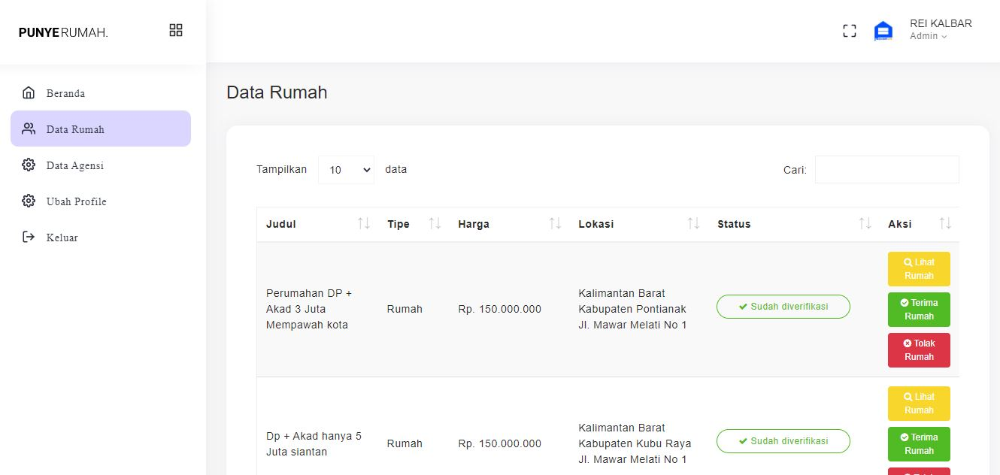 PUNYERUMAH.
REI KALBAR
Admin
Beranda
Data Rumah
Data Agensi
Ubah Profile
Keluar
Data Rumah
Tampilkan 10 data
Cari:
Judul Tipe Harga Lokasi Status Aksi
Perumahan DP +
Akad 3 Juta
Mempawah kota
Rumah
Rp. 150.000.000
Kalimantan Barat
Kabupaten Pontianak
Jl. Mawar Melati No 1
Sudah diverifikasi
Lihat
Rumah
Terima
Rumah
Tolak
Rumah
Dp + Akad hanya 5
Juta siantan
Rumah
Rp. 150.000.000
Kalimantan Barat
Kabupaten Kubu Raya
Jl. Mawar Melati No 1
Sudah diverifikasi
Lihat
Rumah
Terima
Rumah